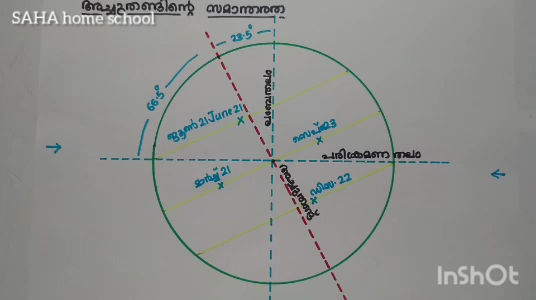 അച്ചുതണ്ടിന്റെ സമാന്തരത
SAHA home school
23.5°
66.5°
ലംബതലം
ജൂൺ 21 June 21
സെപ്ത 23
പരിക്രമണ തലം
മാർച്ച് 21
അച്ചുതണ്ട്
ഡിസം. 22
InShOt